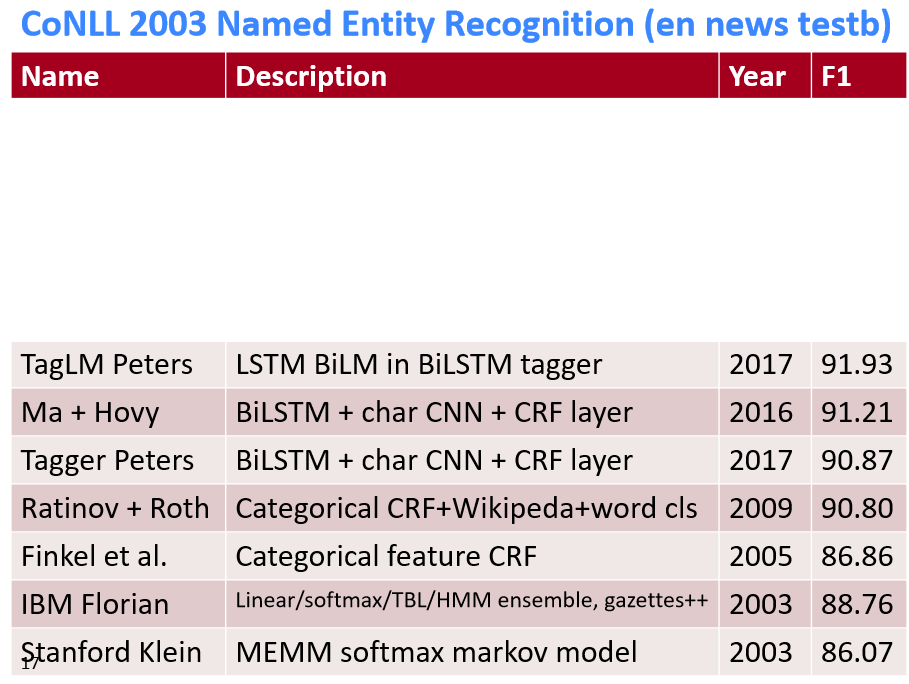 CoNLL 2003 Named Entity Recognition (en news testb)
Name Description Year F1
TagLM Peters LSTM BiLM in BiLSTM tagger 2017 91.93
Ma + Hovy BiLSTM + char CNN + CRF layer 2016 91.21
Tagger Peters BiLSTM + char CNN + CRF layer 2017 90.87
Ratinov + Roth Categorical CRF+Wikipeda+word cls 2009 90.80
Finkel et al. Categorical feature CRF 2005 86.86
IBM Florian Linear/softmax/TBL/HMM ensemble, gazettes++ 2003 88.76
Stanford Klein MEMM softmax markov model 2003 86.07
17